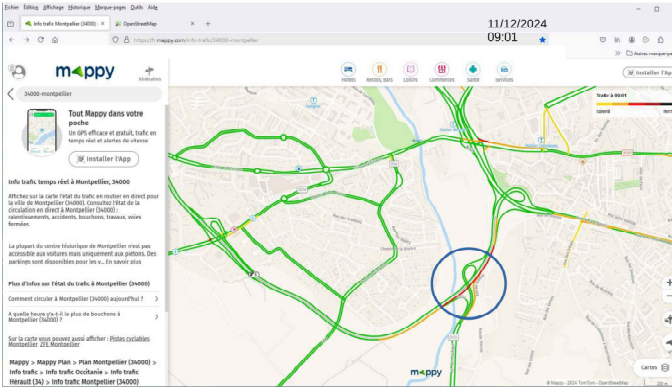 Fichier Édition Affichage Historique Marque-pages Outils Aide
Info trafic Montpellier (34000)
OpenStreetMap
11/12/2024
09:01
https://fr.mappy.com/info-trafic/34000-montpellier
mappy
Itinéraires
Hôtels
Restos, bars
Loisirs
Commerces
Santé
Services
Installer l'Ap
34000-montpellier
Tout Mappy dans votre
poche
Un GPS efficace et gratuit, trafic en
temps réel et alertes de vitesse
Installer l'App
Trafic à 09:01
ralenti
Info trafic temps réel à Montpellier, 34000
Affichez sur la carte l'état du trafic en routier en direct pour
la ville de Montpellier (34000). Consultez l'état de la
circulation en direct à Montpellier (34000) :
ralentissements, accidents, bouchons, travaux, voies
fermées.
La plupart du centre historique de Montpellier n'est pas
accessible aux voitures mais uniquement aux piétons. Des
parkings sont disponibles pour les v... En savoir plus
Plus d'infos sur l'état du trafic à Montpellier (34000)
Comment circuler à Montpellier (34000) aujourd'hui ?
A quelle heure y'a-t-il le plus de bouchons à
Montpellier (34000) ?
Sur la carte vous pouvez aussi afficher : Pistes cyclables
Montpellier ZFE Montpellier
Mappy > Mappy Plan > Plan Montpellier (34000) >
Info trafic > Info trafic Occitanie > Info trafic
Hérault (34) > Info trafic Montpellier (34000)
mappy
Cartes
© Mappy - 2024 TomTom - OpenStreetMap